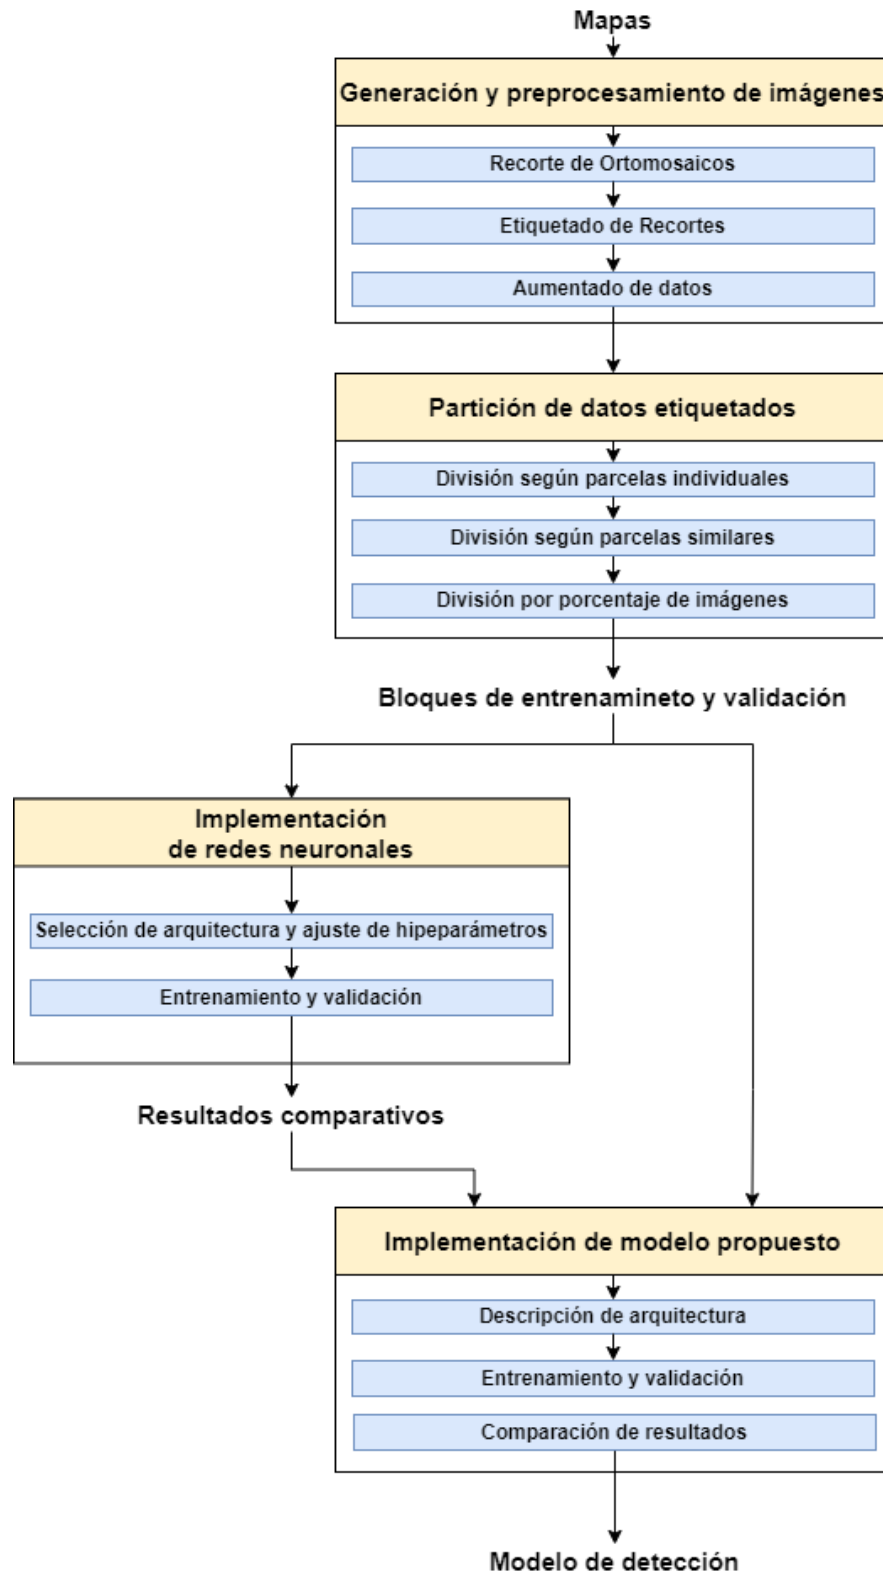 Mapas
Generación y preprocesamiento de imágenes
Recorte de Ortomosaicos
Etiquetado de Recortes
Aumentado de datos
Partición de datos etiquetados
División según parcelas individuales
División según parcelas similares
División por porcentaje de imágenes
Bloques de entrenamineto y validación
Implementación
de redes neuronales
Selección de arquitectura y ajuste de hipeparámetros
Entrenamiento y validación
Resultados comparativos
Implementación de modelo propuesto
Descripción de arquitectura
Entrenamiento y validación
Comparación de resultados
Modelo de detección